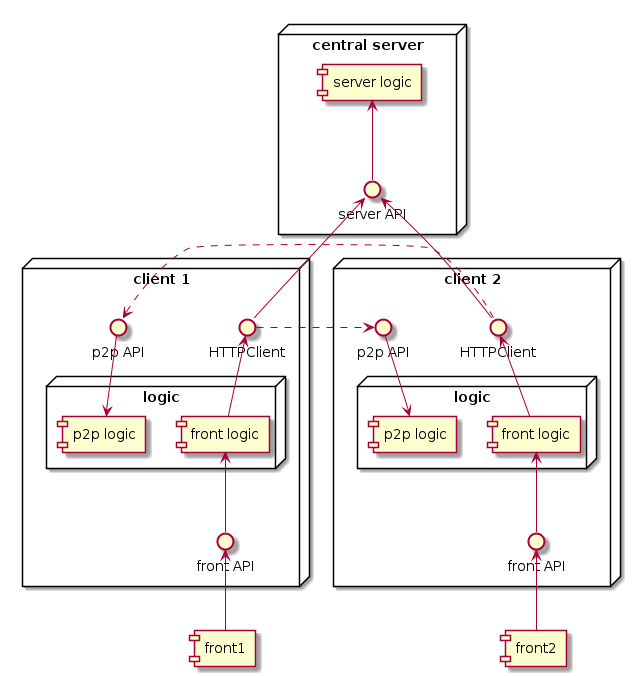 central server
server logic
server API
client 1
client 2
p2p API
HTTPClient
p2p API
HTTPClient
logic
logic
p2p logic
front logic
p2p logic
front logic
front API
front API
front1
front2